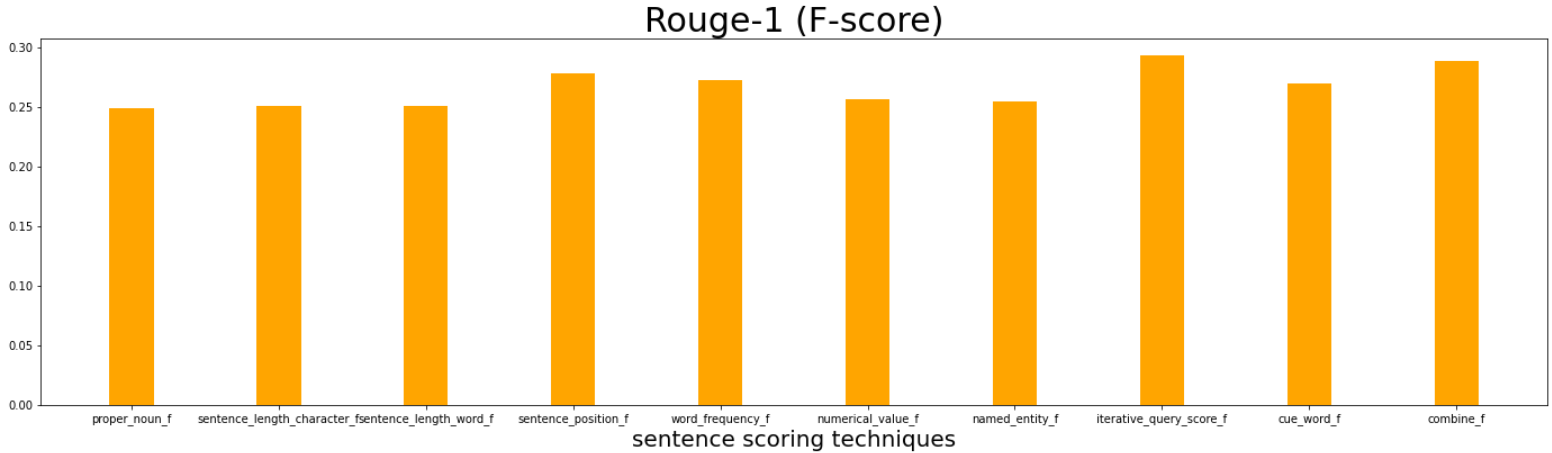 Rouge-1 (F-score)
0.30
0.25
0.20
0.15
0.10
0.05
0.00
proper_noun_f sentence_length_character_f sentence_length_word_f sentence_position_f word_frequency_f numerical_value_f named_entity_f iterative_query_score_f cue_word_f combine_f
sentence scoring techniques